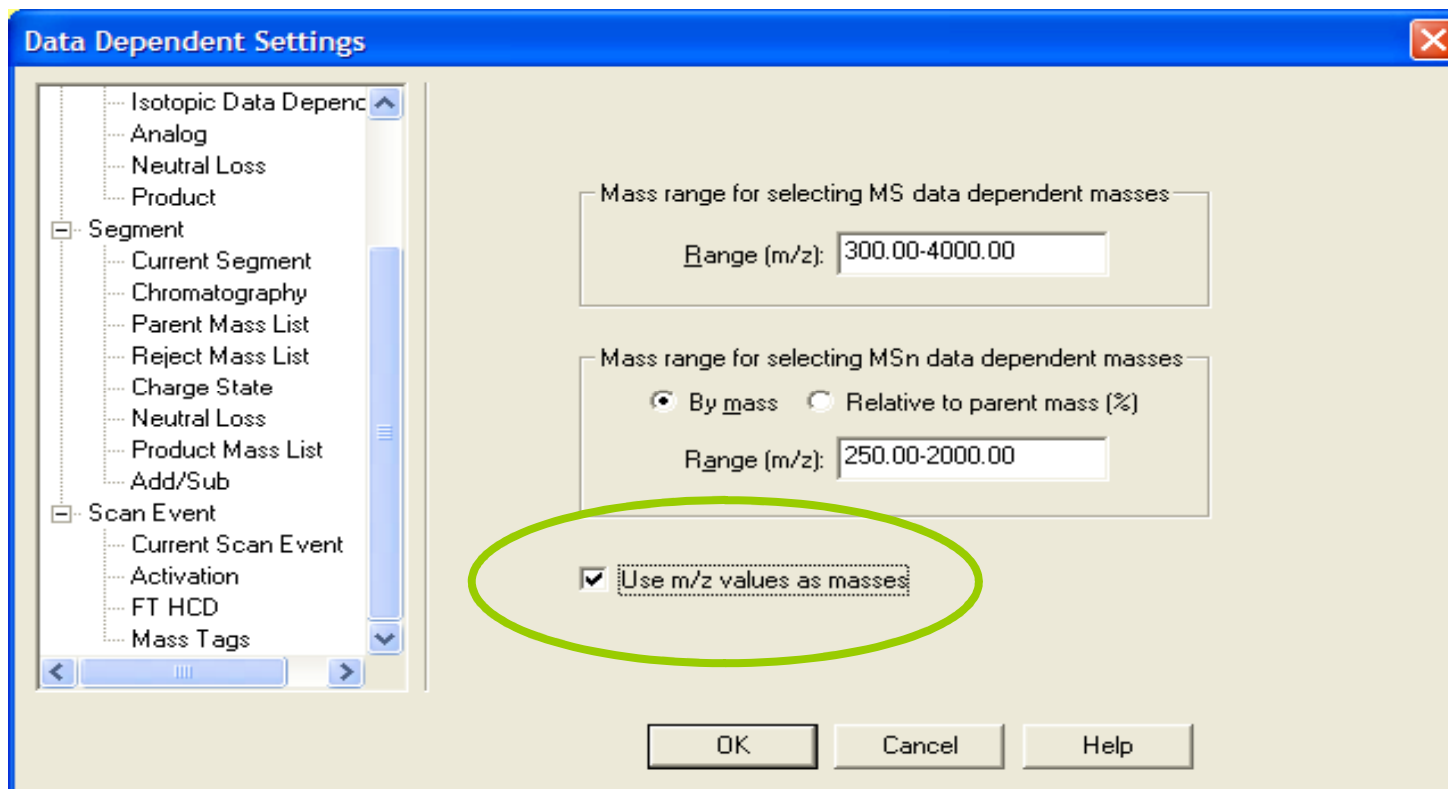 Data Dependent Settings
Isotopic Data Depenc
Analog
Neutral Loss
Product
Segment
Current Segment
Chromatography
Parent Mass List
Reject Mass List
Charge State
Neutral Loss
Product Mass List
Add/Sub
Scan Event
Current Scan Event
Activation
FT HCD
Mass Tags
Mass range for selecting MS data dependent masses
Range (m/z): 300.00-4000.00
Mass range for selecting MSn data dependent masses
By mass Relative to parent mass (%)
Range (m/z): 250.00-2000.00
Use m/z values as masses
OK Cancel Help